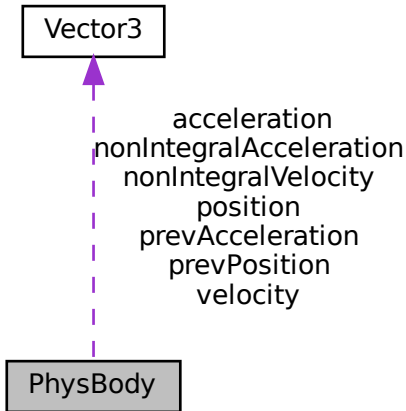 Vector3
acceleration
nonIntegralAcceleration
nonIntegralVelocity
position
prevAcceleration
prevPosition
velocity
PhysBody